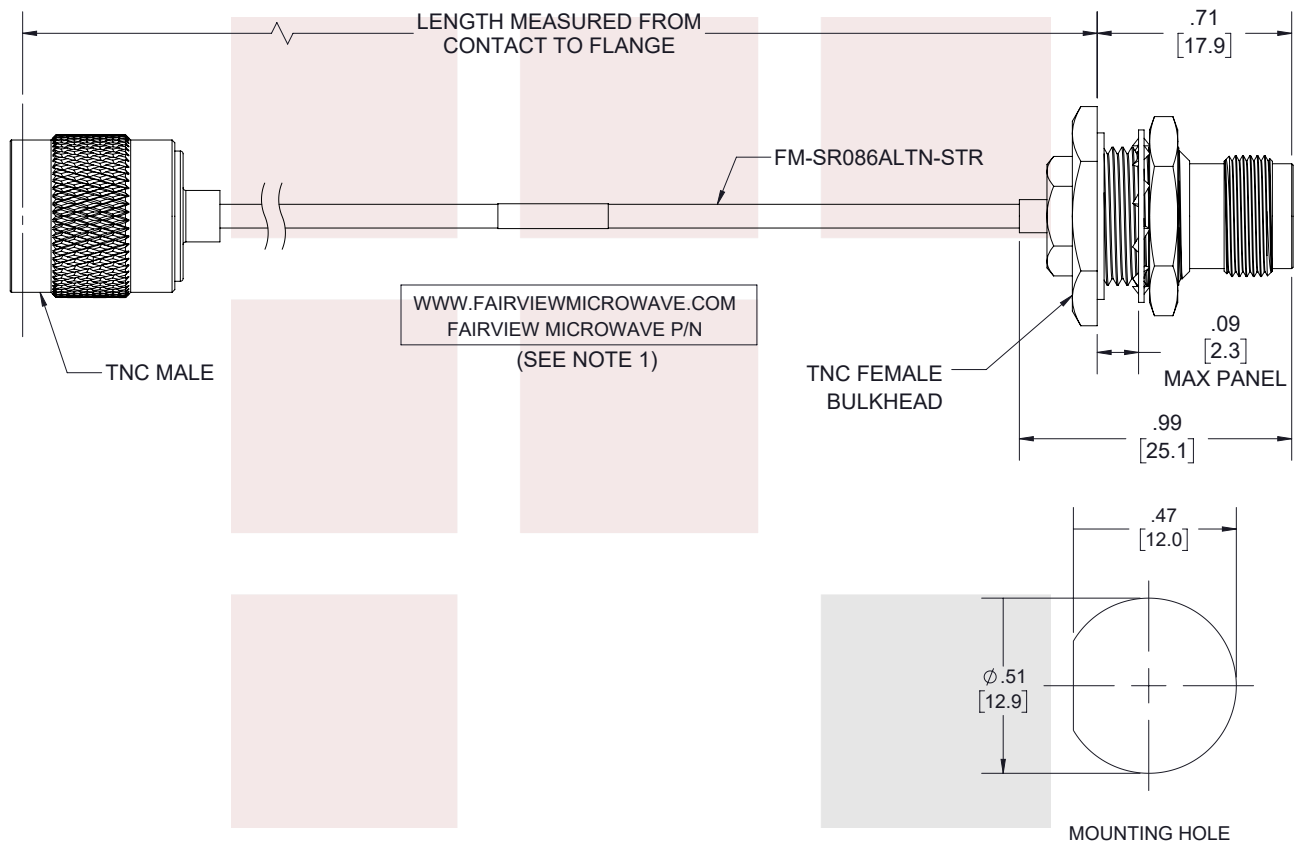 LENGTH MEASURED FROM
CONTACT TO FLANGE
.71
[17.9]
FM-SR086ALTN-STR
WWW.FAIRVIEWMICROWAVE.COM
FAIRVIEW MICROWAVE P/N
(SEE NOTE 1)
TNC MALE
TNC FEMALE
BULKHEAD
.09
[2.3]
MAX PANEL
.99
[25.1]
.47
[12.0]
Ø.51
[12.9]
MOUNTING HOLE